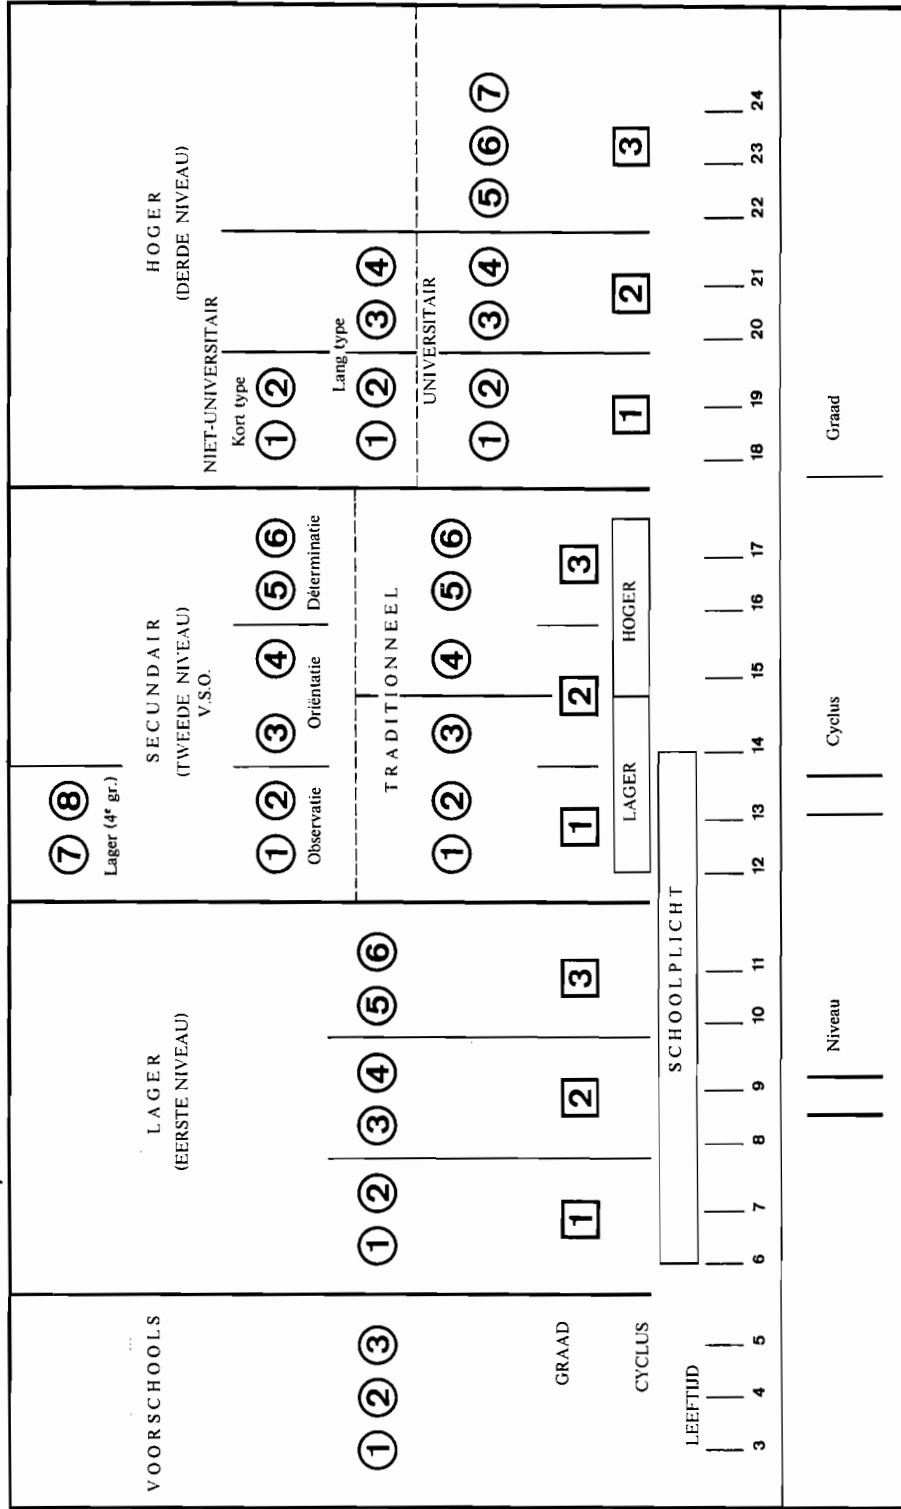 VOORSCHOOLS
1 2 3
LAGER
(EERSTE NIVEAU)
1 2 3 4 5 6
7 8
Lager (4e gr.)
SECUNDAIR
(TWEEDE NIVEAU)
V.S.O.
1 2 3 4 5 6
Observatie Oriëntatie Déterminatie
TRADITIONNEEL
1 2 3 4 5 6
HOGER
(DERDE NIVEAU)
NIET-UNIVERSITAIR
Kort type
1 2
Lang type
1 2 3 4
UNIVERSITAIR
1 2 3 4 5 6 7
GRAAD 1 2 3 1 2 3
CYCLUS LAGER HOGER 1 2 3
SCHOOLPLICHT
LEEFTIJD
3 4 5 6 7 8 9 10 11 12 13 14 15 16 17 18 19 20 21 22 23 24
Niveau Cyclus Graad